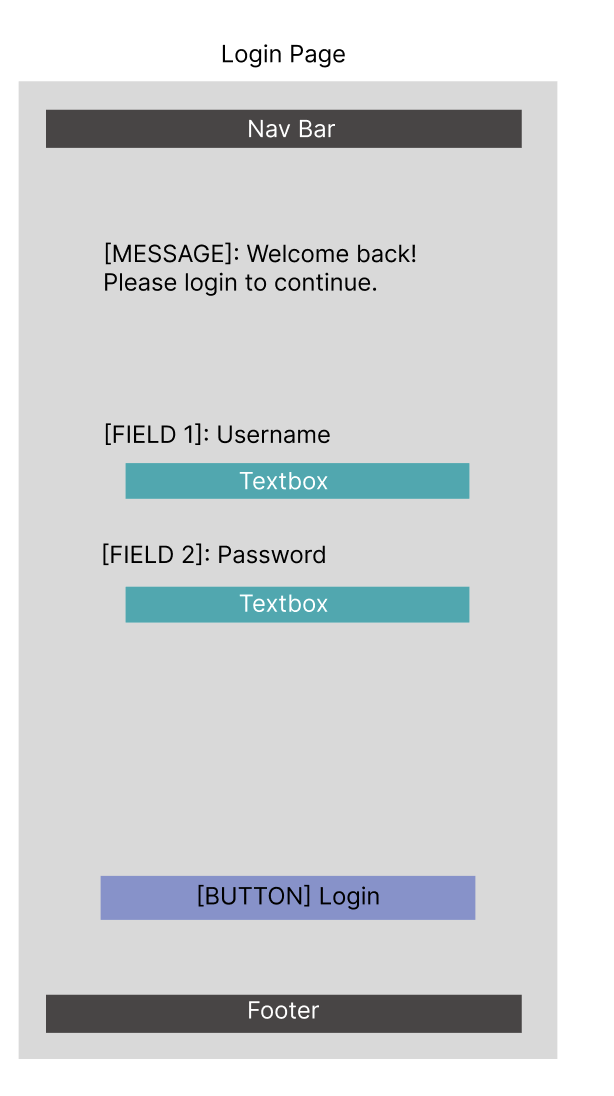 Login Page
Nav Bar
[MESSAGE]: Welcome back!
Please login to continue.
[FIELD 1]: Username
Textbox
[FIELD 2]: Password
Textbox
[BUTTON] Login
Footer